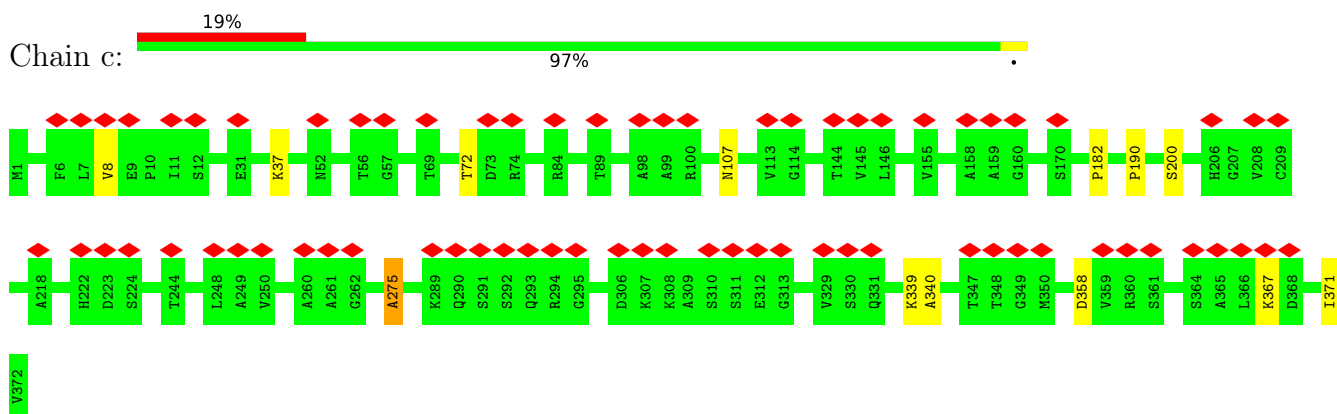 19%
Chain c:
97%
•
M1 F6 L7 V8 E9 P10 I11 S12 E31 K37 N52 T56 G57 T69 T72 D73 R74 R84 T89 A98 A99 R100 N107 V113 G114 T144 V145 L146 V155 A158 A159 G160 S170 P182 P190 S200 H206 G207 V208 C209
A218 H222 D223 S224 T244 L248 A249 V250 A260 A261 G262 A275 K289 Q290 S291 S292 Q293 R294 G295 D306 K307 K308 A309 S310 S311 E312 G313 V329 S330 Q331 K339 A340 T347 T348 G349 M350 D358 V359 R360 S361 S364 A365 L366 K367 D368 I371
V372